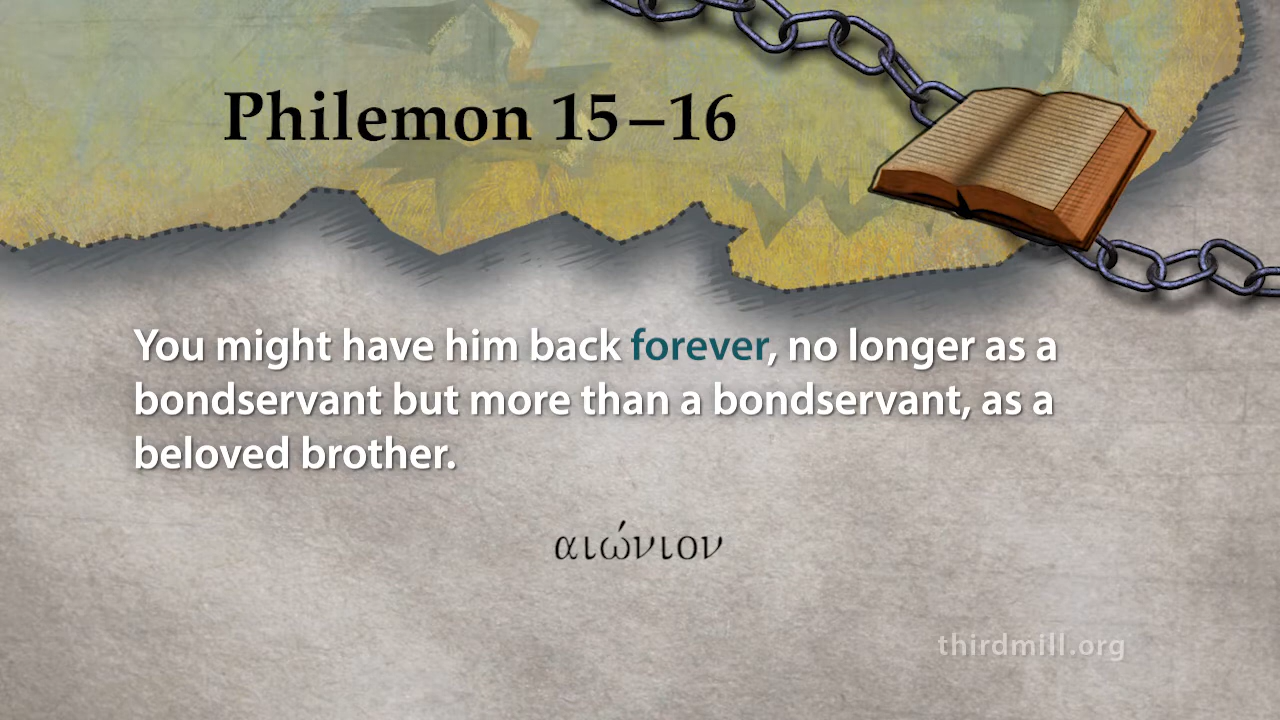 Philemon 15–16
You might have him back forever, no longer as a
bondservant but more than a bondservant, as a
beloved brother.
αιώνιον
thirdmill.org